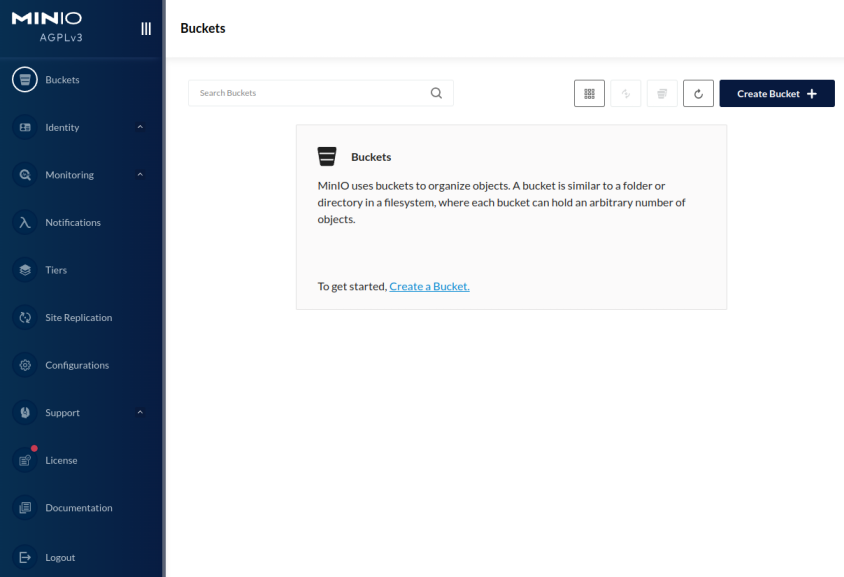 MINIO
AGPLv3
Buckets
Identity
Monitoring
Notifications
Tiers
Site Replication
Configurations
Support
License
Documentation
Logout
Buckets
Search Buckets
Create Bucket
Buckets
MinIO uses buckets to organize objects. A bucket is similar to a folder or
directory in a filesystem, where each bucket can hold an arbitrary number of
objects.
To get started, Create a Bucket.